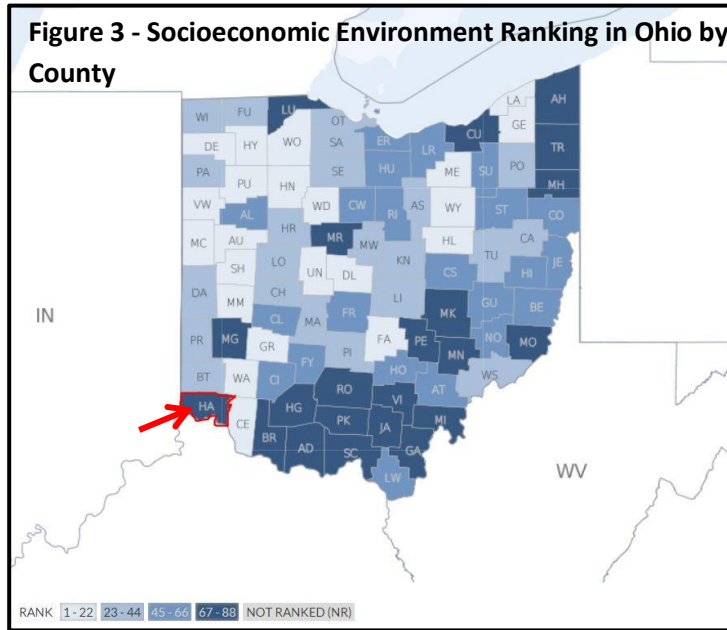 Figure 3 - Socioeconomic Environment Ranking in Ohio by
County
WI FU LU OT LA AH
DE HY WO SA ER LR CU GE TR
PA HN SE HU ME SU PO MH
VW PU WD CW RI AS WY ST CO
AL
MC AU HR MR MW HL TU CA JE
SH LO UN DL KN CS HI
DA MM CH LI GU BE
IN CL MA FR MK NO
PR MG GR FY PI FA PE MN MO
BT WA CI HO AT WS
HA CE HG RO VI MI
BR AD PK JA GA
SC LW
WV
RANK 1 - 22 23 - 44 45 - 66 67 - 88 NOT RANKED (NR)